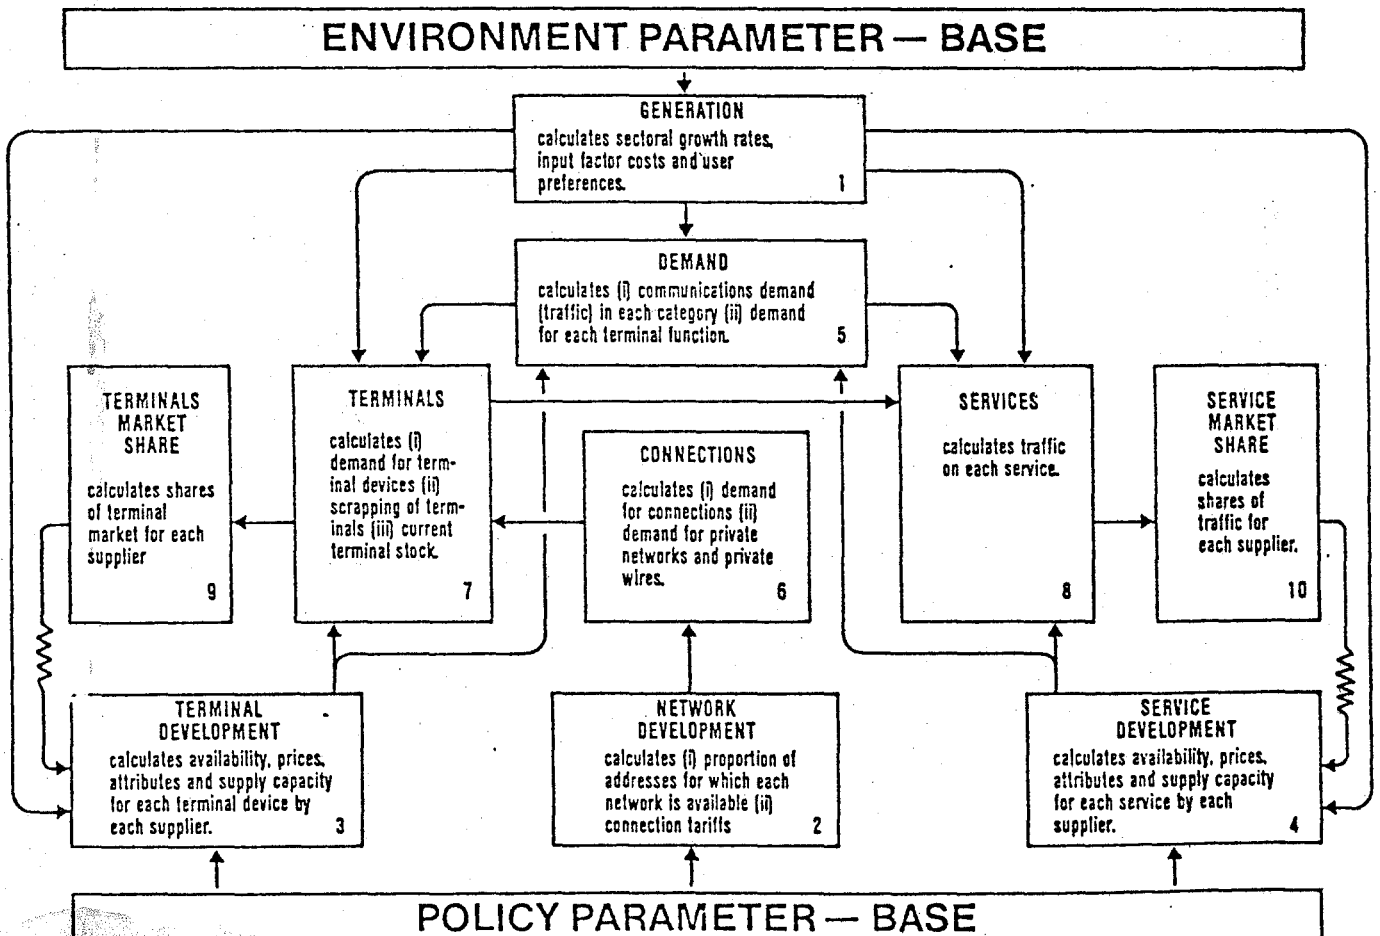 ENVIRONMENT PARAMETER — BASE
GENERATION
calculates sectoral growth rates,
input factor costs and user
preferences.
1
DEMAND
calculates (i) communications demand
(traffic) in each category (ii) demand
for each terminal function.
5
TERMINALS
MARKET
SHARE
calculates shares
of terminal
market for each
supplier
9
TERMINALS
calculates (i)
demand for term-
inal devices (ii)
scrapping of term-
inals (iii) current
terminal stock.
7
CONNECTIONS
calculates (i) demand
for connections (ii)
demand for private
networks and private
wires.
6
SERVICES
calculates traffic
on each service.
8
SERVICE
MARKET
SHARE
calculates
shares of
traffic for
each supplier.
10
TERMINAL
DEVELOPMENT
calculates availability, prices,
attributes and supply capacity
for each terminal device by
each supplier.
3
NETWORK
DEVELOPMENT
calculates (i) proportion of
addresses for which each
network is available (ii)
connection tariffs
2
SERVICE
DEVELOPMENT
calculates availability, prices,
attributes and supply capacity
for each service by each
supplier.
4
POLICY PARAMETER — BASE